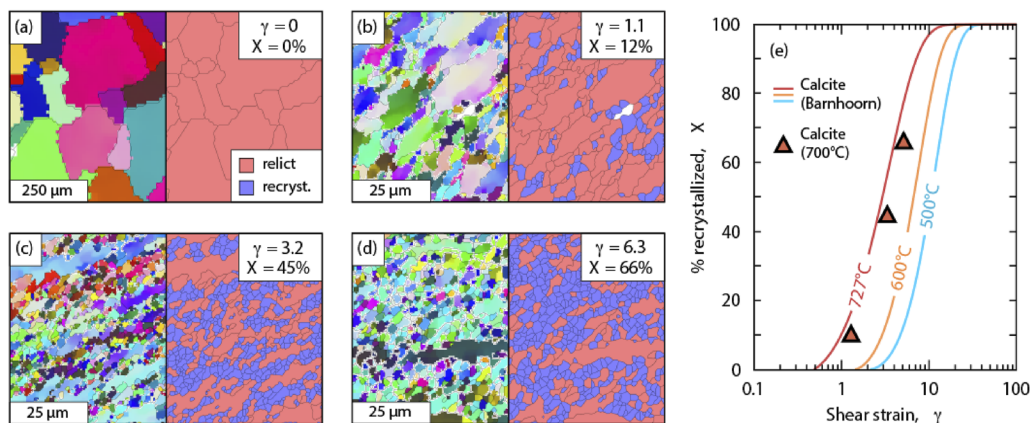 (a)
γ = 0
X = 0%
relict
recryst.
250 μm
(b)
γ = 1.1
X = 12%
25 μm
(c)
γ = 3.2
X = 45%
25 μm
(d)
γ = 6.3
X = 66%
25 μm
(e)
Calcite
(Barnhoorn)
Calcite
(700°C)
727°C
600°C
500°C
% recrystallized, X
100
80
60
40
20
0
0.1 1 10 100
Shear strain, γ